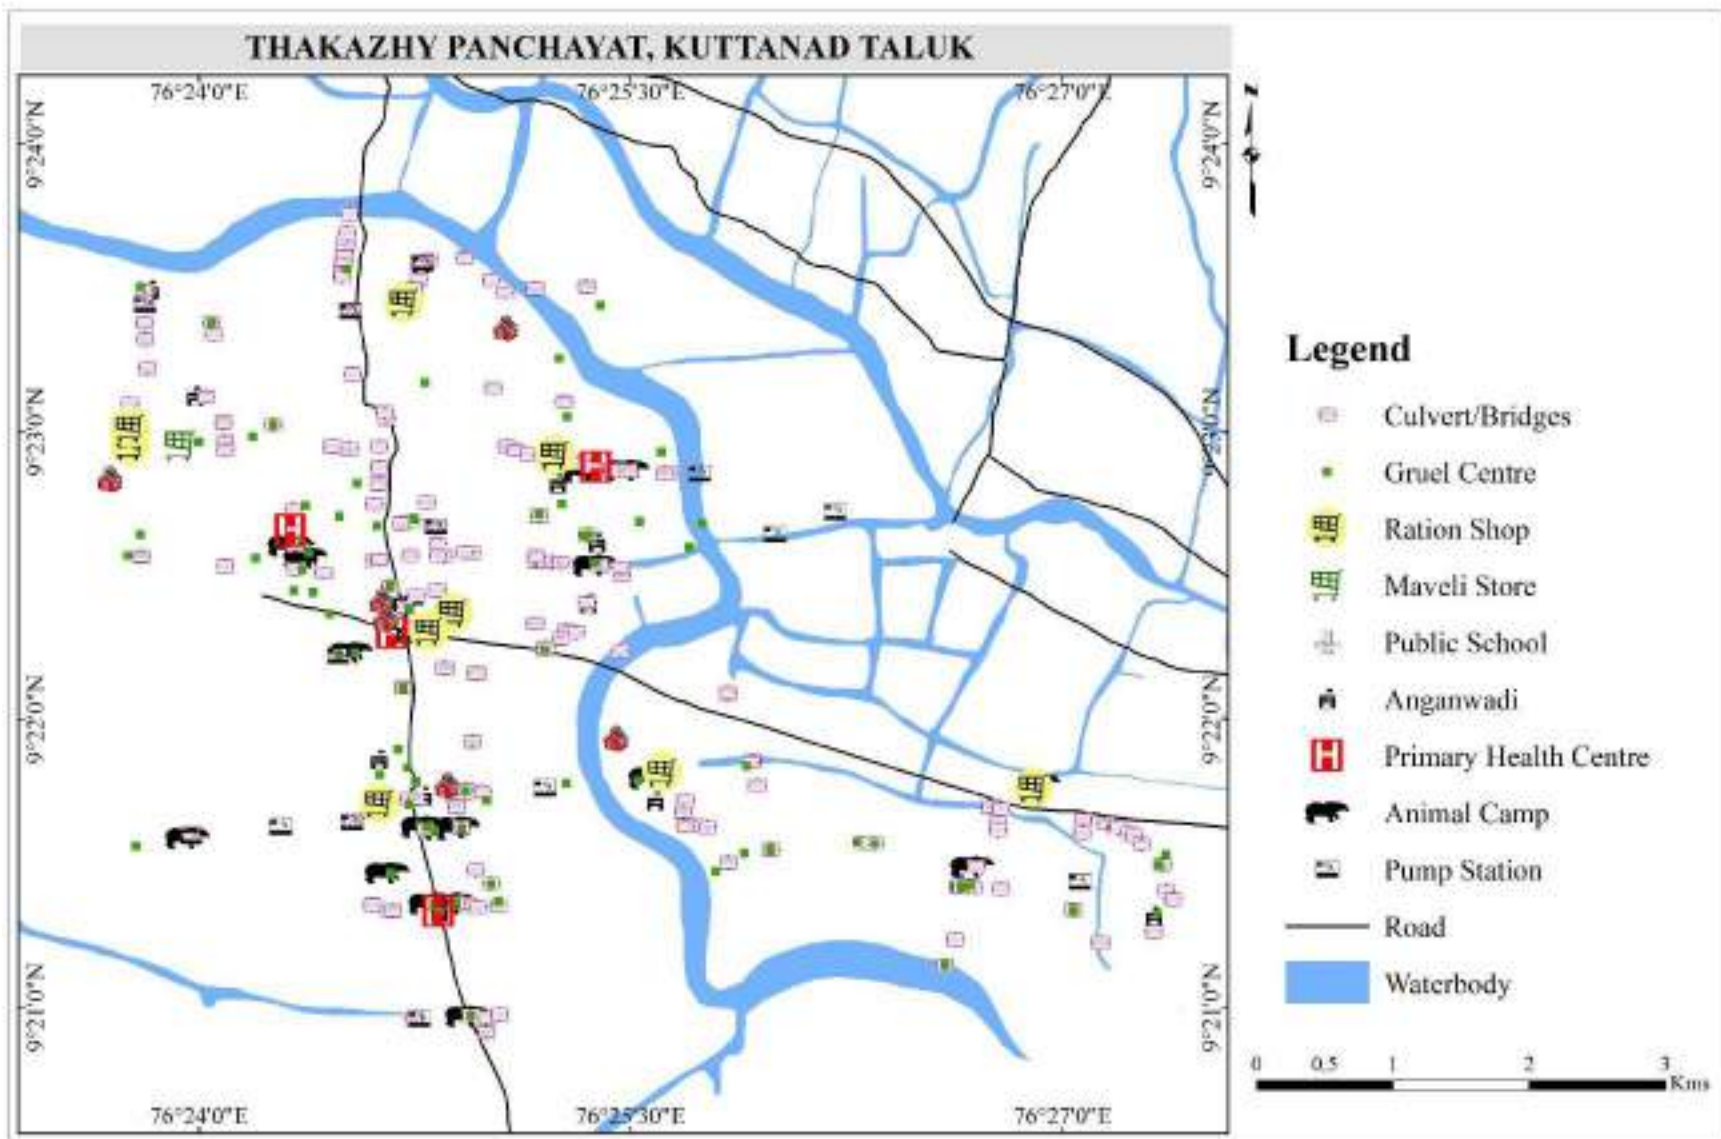 THAKAZHY PANCHAYAT, KUTTANAD TALUK
76°24'0"E 76°25'30"E 76°27'0"E
9°24'0"N 9°24'0"N
9°23'0"N 9°23'0"N
9°22'0"N 9°22'0"N
9°21'0"N 9°21'0"N
76°24'0"E 76°25'30"E 76°27'0"E
N
Legend
Culvert/Bridges
Gruel Centre
Ration Shop
Maveli Store
Public School
Anganwadi
H Primary Health Centre
Animal Camp
Pump Station
Road
Waterbody
0 0.5 1 2 3
Kms